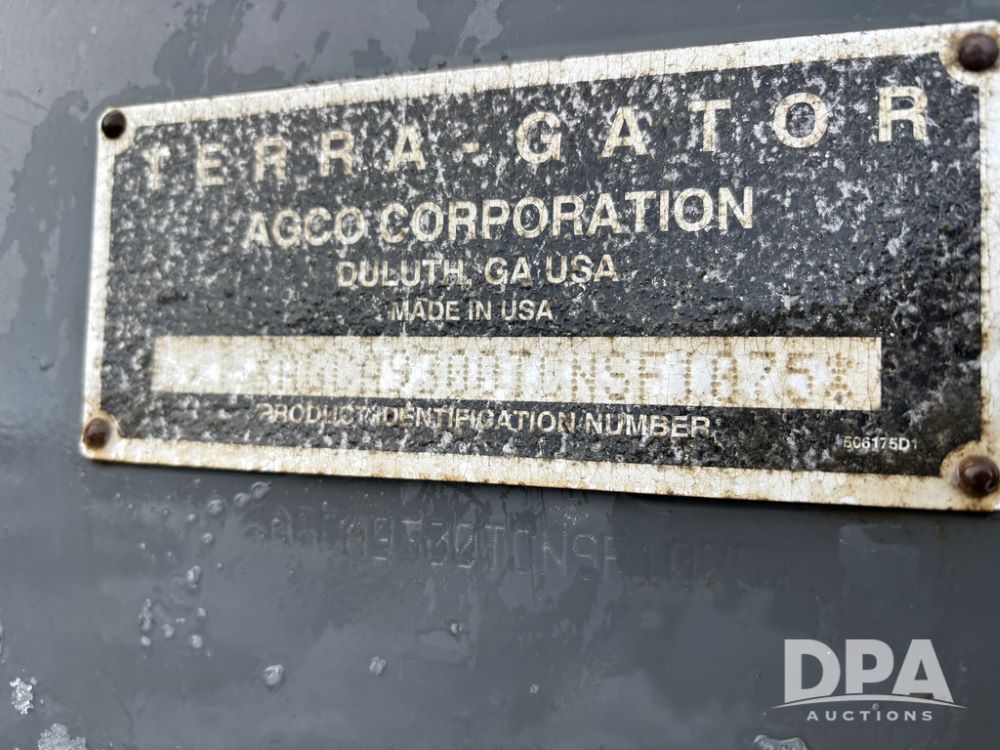 TERRA-GATOR
AGCO CORPORATION
DULUTH, GA USA
MADE IN USA
PRODUCT IDENTIFICATION NUMBER
506175D1
DPA
AUCTIONS